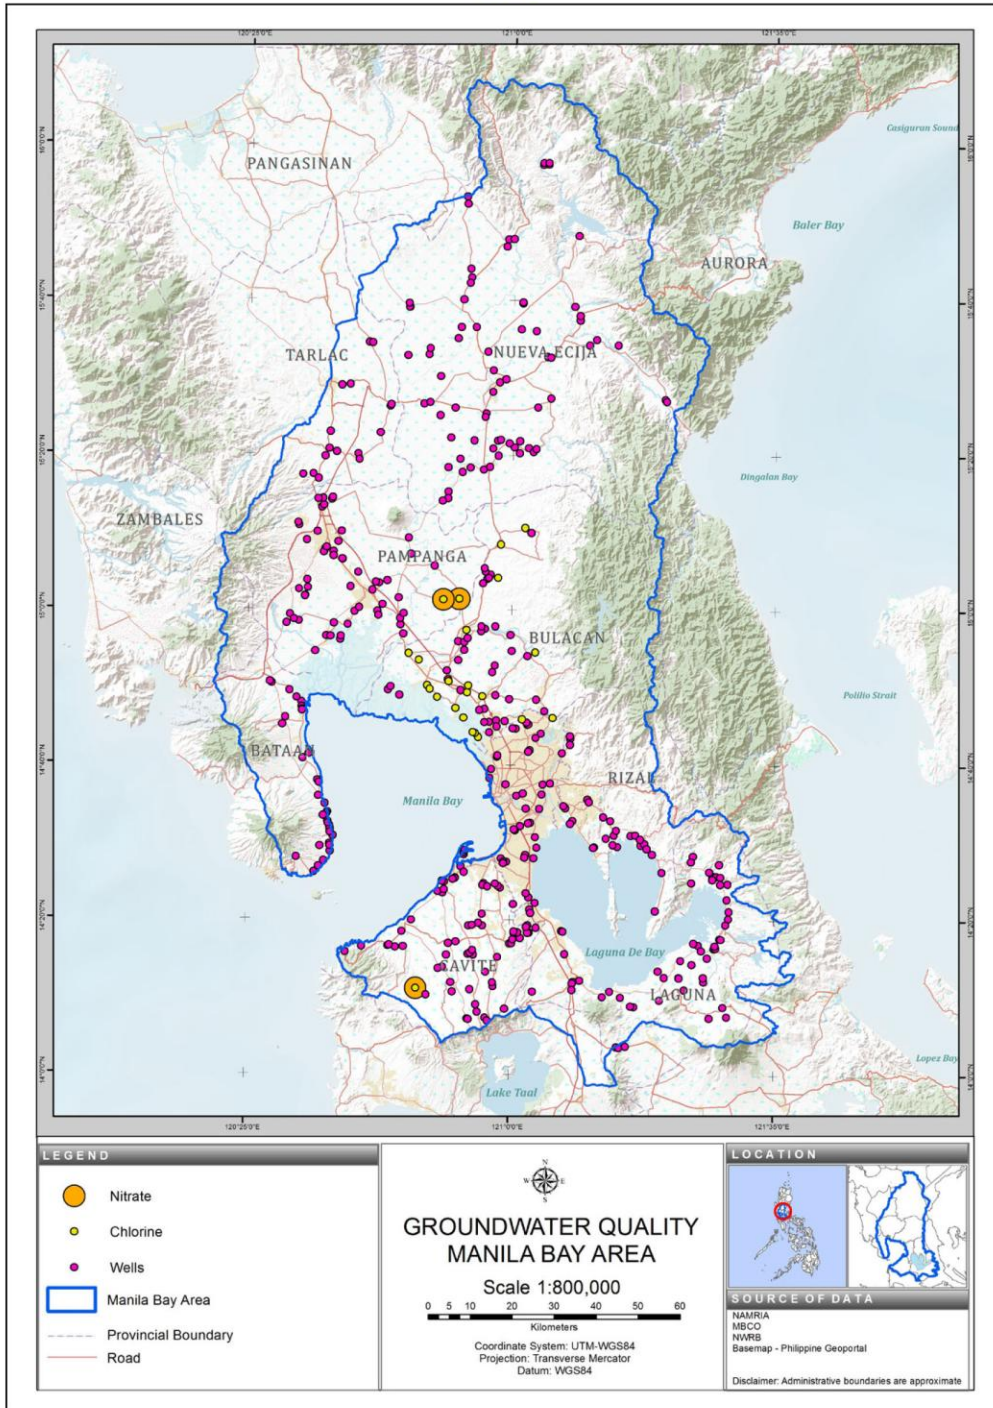 120°25'0"E 121°0'0"E 121°35'0"E
Casiguran Sound
PANGASINAN
Baler Bay
AURORA
TARLAC
NUEVA ECIJA
Dingalan Bay
ZAMBALES
PAMPANGA
BULACAN
Polilio Strait
BATAAN
RIZAL
Manila Bay
Laguna De Bay
CAVITE
LAGUNA
Lopez Bay
Lake Taal
120°25'0"E 121°0'0"E
LEGEND
Nitrate
Chlorine
Wells
Manila Bay Area
Provincial Boundary
Road
N
W E
S
GROUNDWATER QUALITY
MANILA BAY AREA
Scale 1:800,000
0 5 10 20 30 40 50 60
Kilometers
Coordinate System: UTM-WGS84
Projection: Transverse Mercator
Datum: WGS84
LOCATION
SOURCE OF DATA
NAMRIA
MBCO
NWRB
Basemap - Philippine Geoportal
Disclaimer: Administrative boundaries are approximate